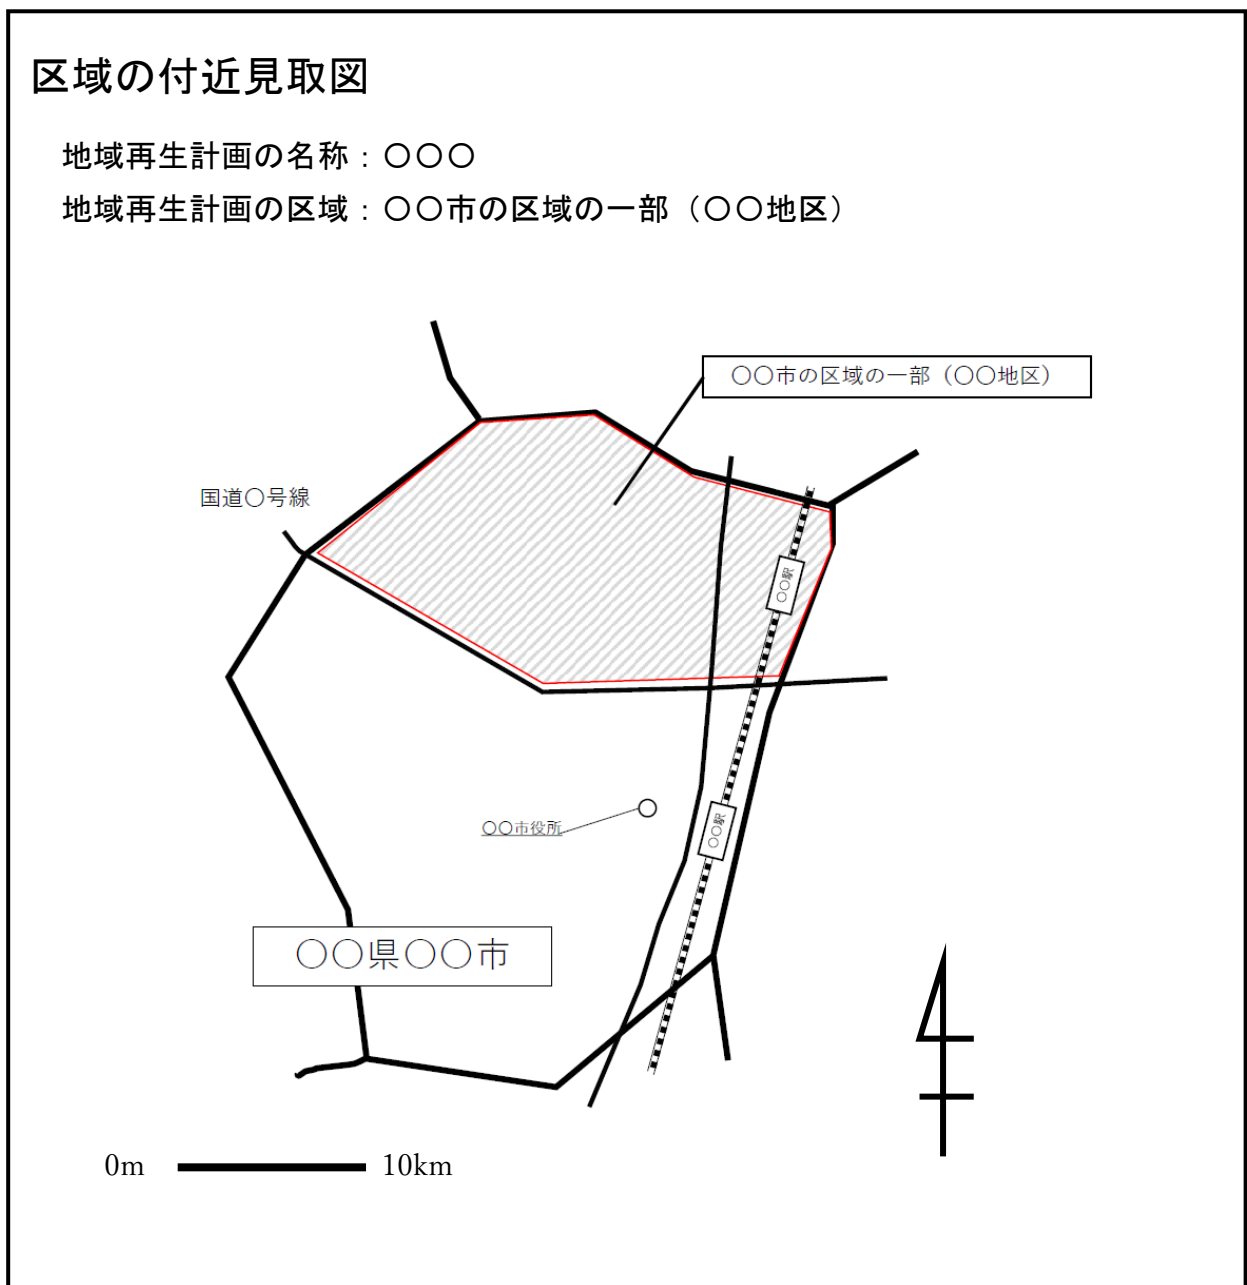 区域の付近見取図
地域再生計画の名称：〇〇〇
地域再生計画の区域：〇〇市の区域の一部（〇〇地区）
〇〇市の区域の一部（〇〇地区）
国道〇号線
〇〇駅
〇〇市役所
〇〇駅
〇〇県〇〇市
0m
10km